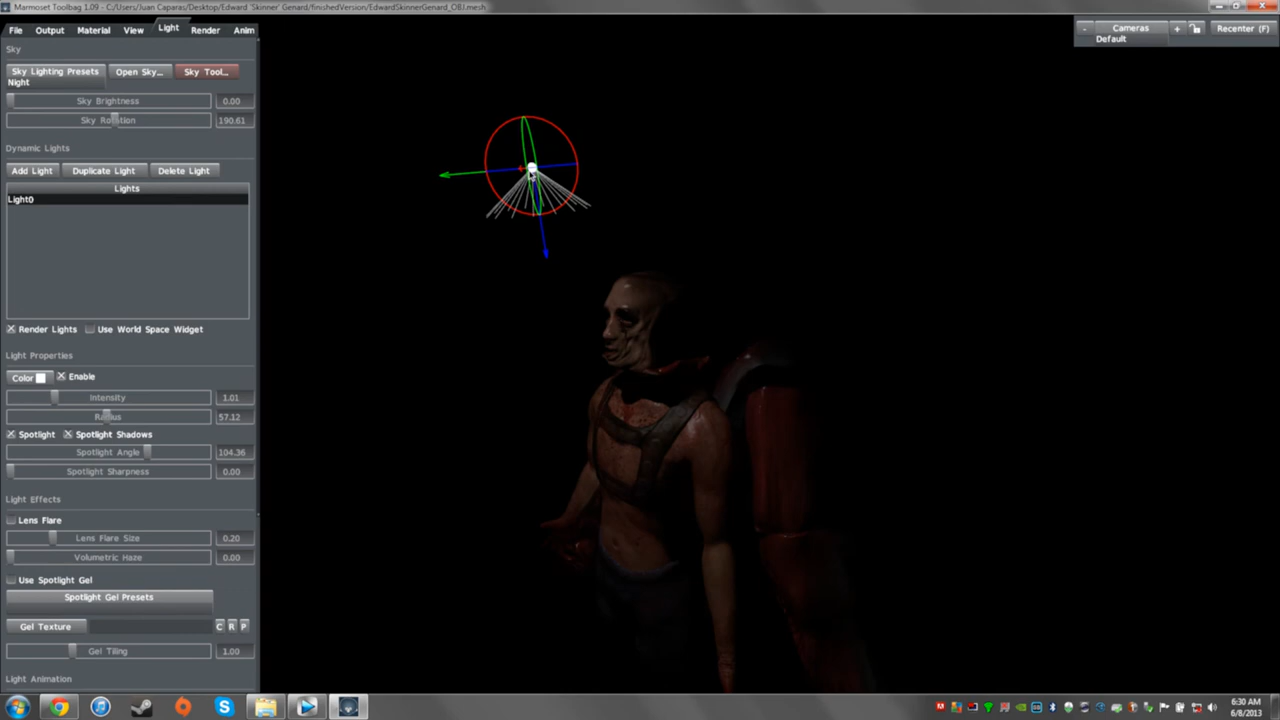 Marmoset Toolbag 1.09 - C:/Users/Juan Caparas/Desktop/Edward 'Skinner' Genard/finishedVersion/EdwardSkinnerGenard_OBJ.mesh
File Output Material View Light Render Anim
- Cameras + Recenter (F)
Default
Sky
Sky Lighting Presets Open Sky... Sky Tool...
Night
Sky Brightness 0.00
Sky Rotation 190.61
Dynamic Lights
Add Light Duplicate Light Delete Light
Lights
Light0
Render Lights Use World Space Widget
Light Properties
Color Enable
Intensity 1.01
Radius 57.12
Spotlight Spotlight Shadows
Spotlight Angle 104.36
Spotlight Sharpness 0.00
Light Effects
Lens Flare
Lens Flare Size 0.20
Volumetric Haze 0.00
Use Spotlight Gel
Spotlight Gel Presets
Gel Texture C R P
Gel Tiling 1.00
Light Animation
6:30 AM
6/8/2013